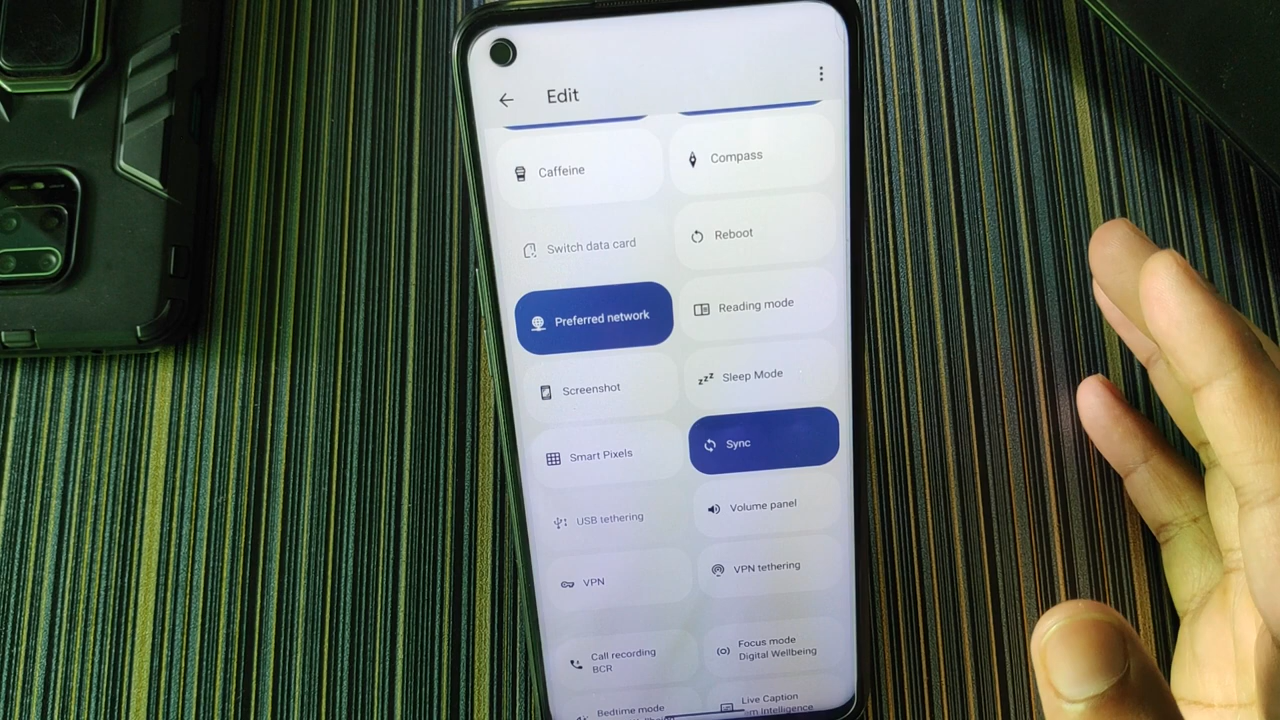 Edit
Caffeine
Compass
Switch data card
Reboot
Preferred network
Reading mode
Screenshot
Sleep Mode
Smart Pixels
Sync
USB tethering
Volume panel
VPN
VPN tethering
Call recording
BCR
Focus mode
Digital Wellbeing
Bedtime mode
Live Caption
Intelligence